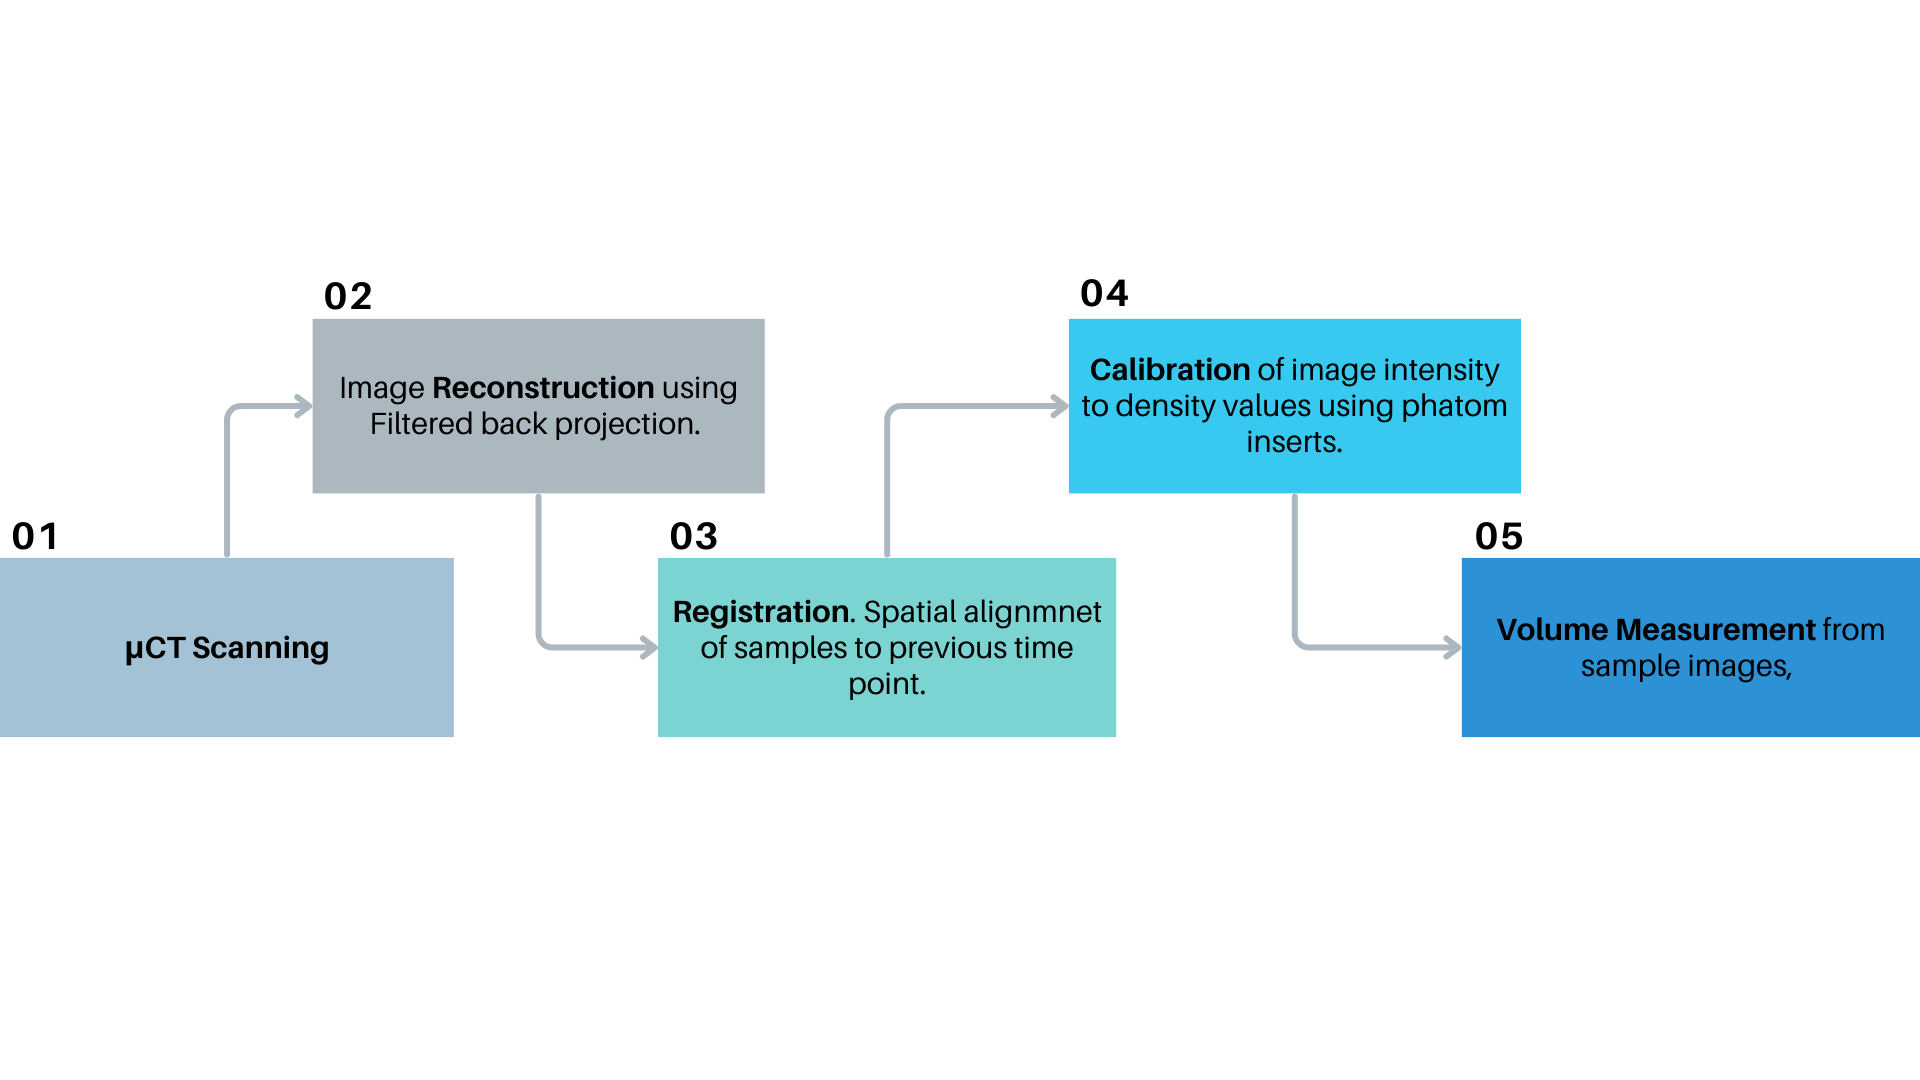 01
µCT Scanning
02
Image Reconstruction using
Filtered back projection.
03
Registration. Spatial alignmnet
of samples to previous time
point.
04
Calibration of image intensity
to density values using phatom
inserts.
05
Volume Measurement from
sample images,